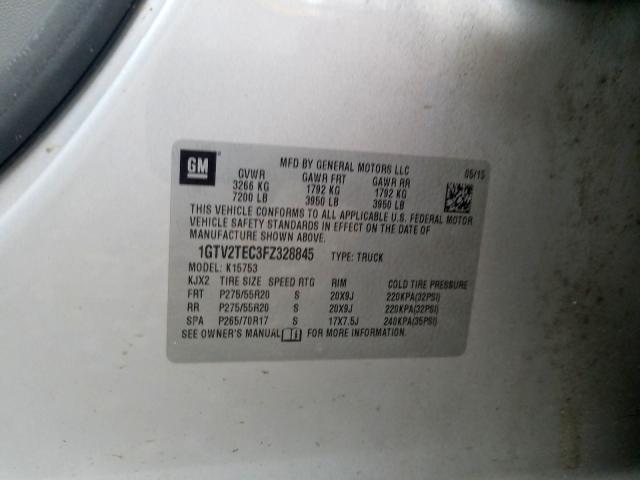 GM
MFD BY GENERAL MOTORS LLC 05/15
GVWR GAWR FRT GAWR RR
3266 KG 1792 KG 1792 KG
7200 LB 3950 LB 3950 LB
THIS VEHICLE CONFORMS TO ALL APPLICABLE U.S. FEDERAL MOTOR
VEHICLE SAFETY STANDARDS IN EFFECT ON THE DATE OF
MANUFACTURE SHOWN ABOVE.
1GTV2TEC3FZ328845 TYPE: TRUCK
MODEL: K15753
KJX2 TIRE SIZE SPEED RTG RIM COLD TIRE PRESSURE
FRT P275/55R20 S 20X9J 220KPA(32PSI)
RR P275/55R20 S 20X9J 220KPA(32PSI)
SPA P265/70R17 S 17X7.5J 240KPA(35PSI)
SEE OWNER'S MANUAL FOR MORE INFORMATION.